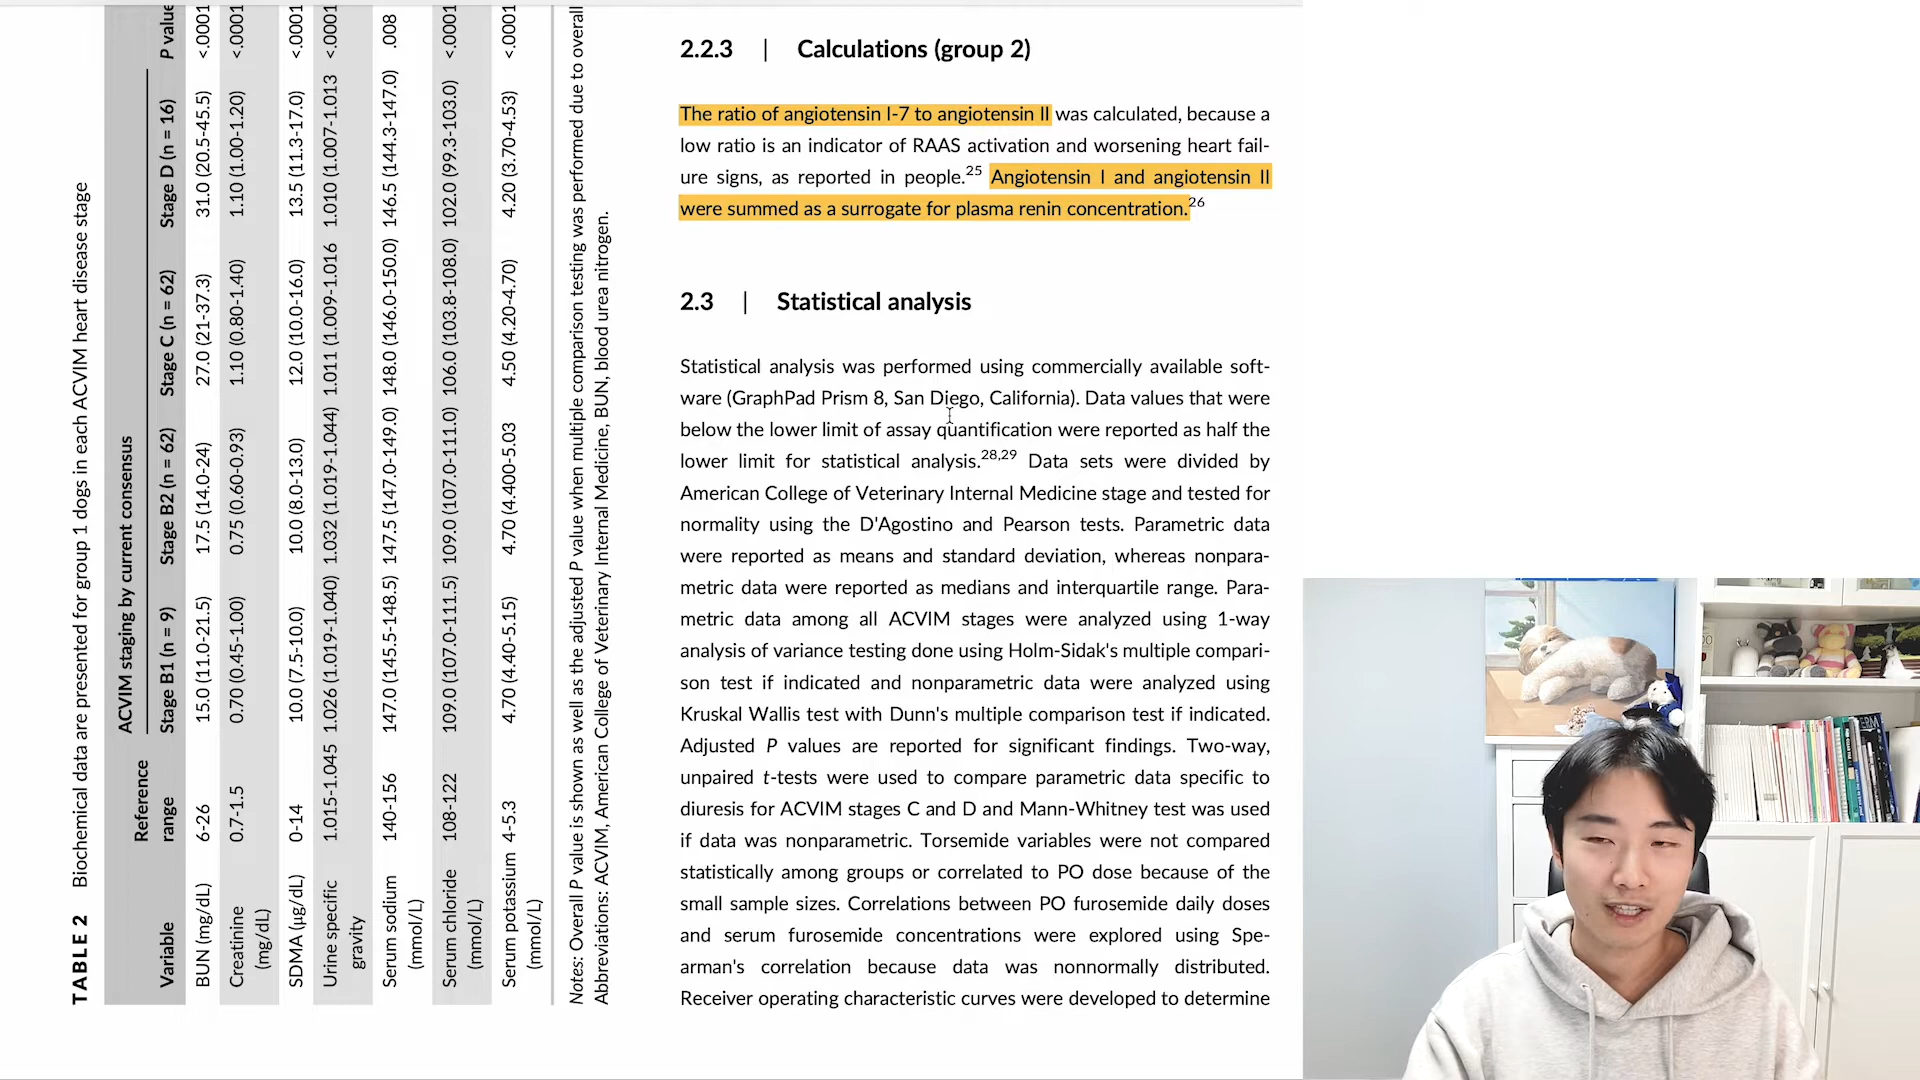 TABLE 2 Biochemical data are presented for group 1 dogs in each ACVIM heart disease stage
ACVIM staging by current consensus
Variable Reference range Stage B1 (n = 9) Stage B2 (n = 62) Stage C (n = 62) Stage D (n = 16) P value
BUN (mg/dL) 6-26 15.0 (11.0-21.5) 17.5 (14.0-24) 27.0 (21-37.3) 31.0 (20.5-45.5) <.0001
Creatinine (mg/dL) 0.7-1.5 0.70 (0.45-1.00) 0.75 (0.60-0.93) 1.10 (0.80-1.40) 1.10 (1.00-1.20) <.0001
SDMA (μg/dL) 0-14 10.0 (7.5-10.0) 10.0 (8.0-13.0) 12.0 (10.0-16.0) 13.5 (11.3-17.0) <.0001
Urine specific gravity 1.015-1.045 1.026 (1.019-1.040) 1.032 (1.019-1.044) 1.011 (1.009-1.016 1.010 (1.007-1.013 <.0001
Serum sodium (mmol/L) 140-156 147.0 (145.5-148.5) 147.5 (147.0-149.0) 148.0 (146.0-150.0) 146.5 (144.3-147.0) .008
Serum chloride (mmol/L) 108-122 109.0 (107.0-111.5) 109.0 (107.0-111.0) 106.0 (103.8-108.0) 102.0 (99.3-103.0) <.0001
Serum potassium (mmol/L) 4-5.3 4.70 (4.40-5.15) 4.70 (4.400-5.03 4.50 (4.20-4.70) 4.20 (3.70-4.53) <.0001
Notes: Overall P value is shown as well as the adjusted P value when multiple comparison testing was performed due to overall
Abbreviations: ACVIM, American College of Veterinary Internal Medicine, BUN, blood urea nitrogen.
2.2.3 | Calculations (group 2)
The ratio of angiotensin I-7 to angiotensin II was calculated, because a
low ratio is an indicator of RAAS activation and worsening heart fail-
ure signs, as reported in people.25 Angiotensin I and angiotensin II
were summed as a surrogate for plasma renin concentration.26
2.3 | Statistical analysis
Statistical analysis was performed using commercially available soft-
ware (GraphPad Prism 8, San Diego, California). Data values that were
below the lower limit of assay quantification were reported as half the
lower limit for statistical analysis.28,29 Data sets were divided by
American College of Veterinary Internal Medicine stage and tested for
normality using the D'Agostino and Pearson tests. Parametric data
were reported as means and standard deviation, whereas nonpara-
metric data were reported as medians and interquartile range. Para-
metric data among all ACVIM stages were analyzed using 1-way
analysis of variance testing done using Holm-Sidak's multiple compari-
son test if indicated and nonparametric data were analyzed using
Kruskal Wallis test with Dunn's multiple comparison test if indicated.
Adjusted P values are reported for significant findings. Two-way,
unpaired t-tests were used to compare parametric data specific to
diuresis for ACVIM stages C and D and Mann-Whitney test was used
if data was nonparametric. Torsemide variables were not compared
statistically among groups or correlated to PO dose because of the
small sample sizes. Correlations between PO furosemide daily doses
and serum furosemide concentrations were explored using Spe-
arman's correlation because data was nonnormally distributed.
Receiver operating characteristic curves were developed to determine